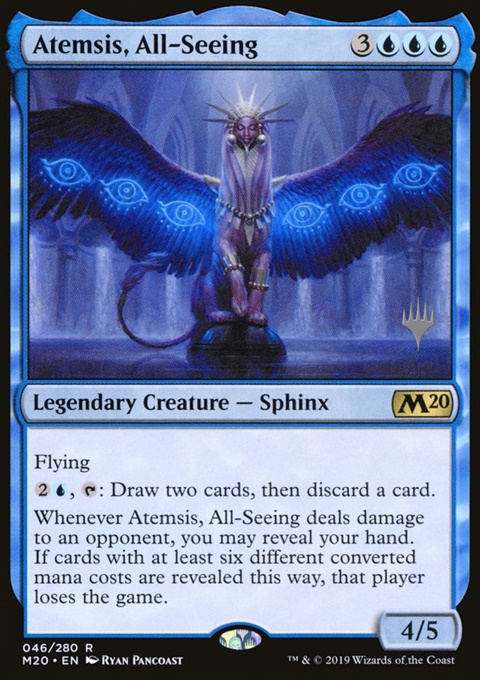 Atemsis, All-Seeing 3
Legendary Creature — Sphinx M20
Flying
2, : Draw two cards, then discard a card.
Whenever Atemsis, All-Seeing deals damage
to an opponent, you may reveal your hand.
If cards with at least six different converted
mana costs are revealed this way, that player
loses the game.
4/5
046/280 R
M20 • EN RYAN PANCOAST
™ & © 2019 Wizards of the Coast